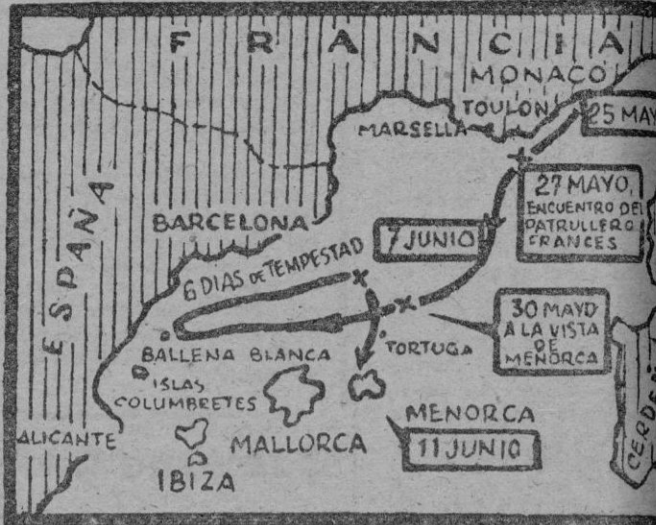 FRANCIA
MONACO
TOULON
25 MAY
MARSELLA
27 MAYO,
ENCUENTRO DEL
PATRULLERO
FRANCES
ESPAÑA
BARCELONA
7 JUNIO
6 DIAS DE TEMPESTAD
30 MAYO
A LA VISTA
DE
MENORCA
BALLENA BLANCA
TORTUGA
ISLAS
COLUMBRETES
MENORCA
ALICANTE
MALLORCA
11 JUNIO
IBIZA
CERDEÑ